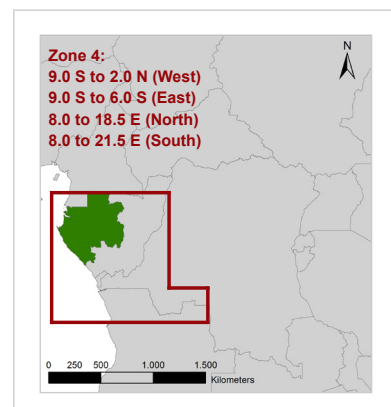 Zone 4:
9.0 S to 2.0 N (West)
9.0 S to 6.0 S (East)
8.0 to 18.5 E (North)
8.0 to 21.5 E (South)
N
0 250 500 1.000 1.500
Kilometers